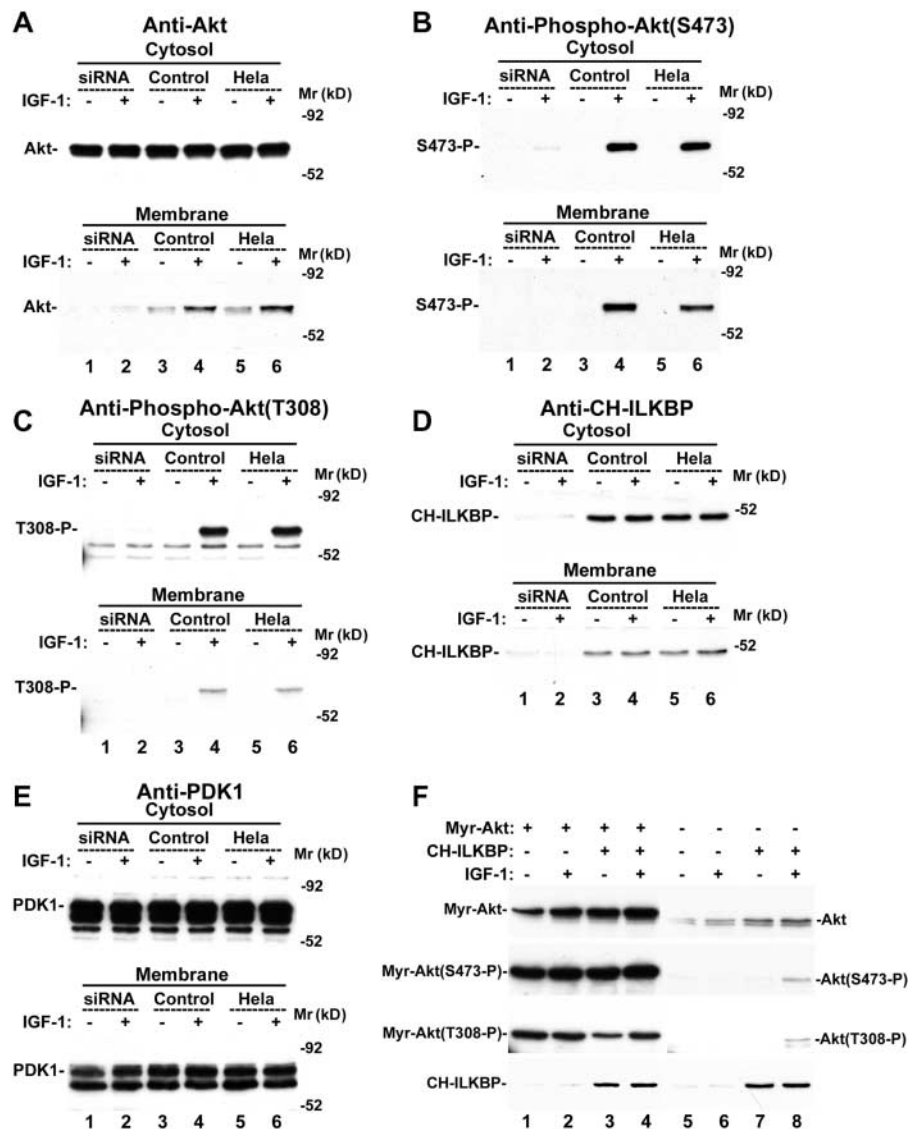 A
Anti-Akt
Cytosol
siRNA Control Hela
IGF-1: - + - + - + Mr (kD)
-92
Akt-
-52
Membrane
siRNA Control Hela
IGF-1: - + - + - + Mr (kD)
-92
Akt-
-52
1 2 3 4 5 6
B
Anti-Phospho-Akt(S473)
Cytosol
siRNA Control Hela
IGF-1: - + - + - + Mr (kD)
-92
S473-P-
-52
Membrane
siRNA Control Hela
IGF-1: - + - + - + Mr (kD)
-92
S473-P-
-52
1 2 3 4 5 6
C
Anti-Phospho-Akt(T308)
Cytosol
siRNA Control Hela
IGF-1: - + - + - + Mr (kD)
-92
T308-P-
-52
Membrane
siRNA Control Hela
IGF-1: - + - + - + Mr (kD)
-92
T308-P-
-52
1 2 3 4 5 6
D
Anti-CH-ILKBP
Cytosol
siRNA Control Hela
IGF-1: - + - + - + Mr (kD)
CH-ILKBP- -52
Membrane
siRNA Control Hela
IGF-1: - + - + - + Mr (kD)
CH-ILKBP- -52
1 2 3 4 5 6
E
Anti-PDK1
Cytosol
siRNA Control Hela
IGF-1: - + - + - + Mr (kD)
-92
PDK1-
-52
Membrane
siRNA Control Hela
IGF-1: - + - + - + Mr (kD)
-92
PDK1-
-52
1 2 3 4 5 6
F
Myr-Akt: + + + + - - - -
CH-ILKBP: - - + + - - + +
IGF-1: - + - + - + - +
Myr-Akt- -Akt
Myr-Akt(S473-P)- -Akt(S473-P)
Myr-Akt(T308-P)- -Akt(T308-P)
CH-ILKBP-
1 2 3 4 5 6 7 8